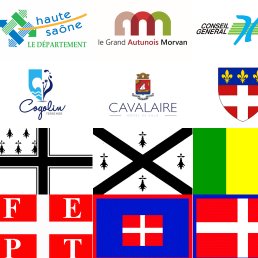 haute
saône
LE DÉPARTEMENT
le Grand Autunois Morvan
CONSEIL
GENERAL
Cogolin
CAVALAIRE
F E
P T